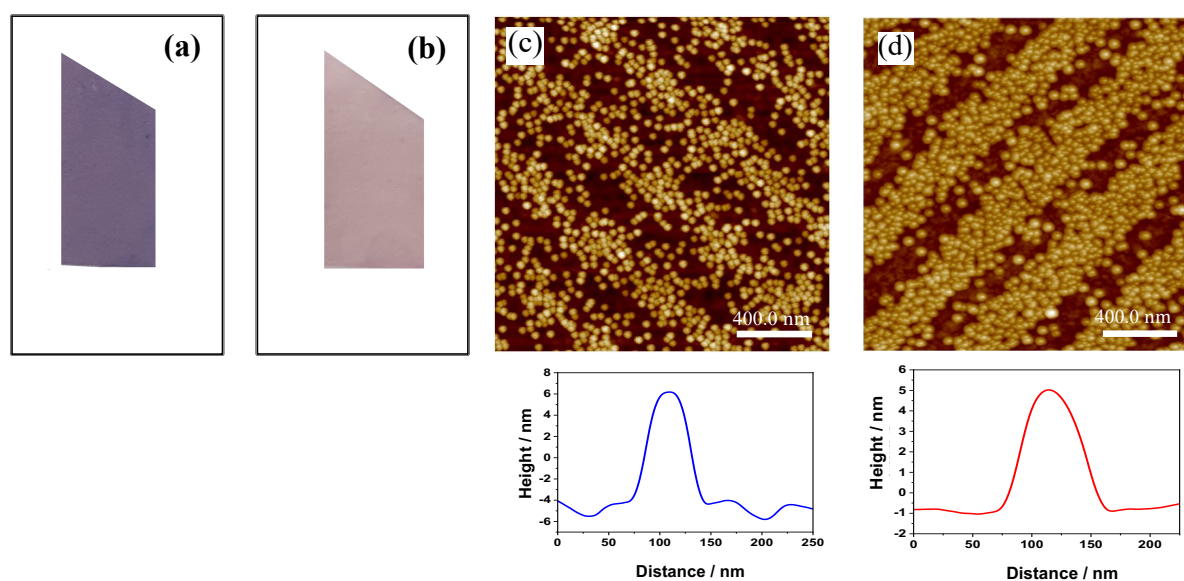 (a)
(b)
(c)
400.0 nm
(d)
400.0 nm
Height / nm
8
6
4
2
0
-2
-4
-6
0 50 100 150 200 250
Distance / nm
Height / nm
6
5
4
3
2
1
0
-1
-2
0 50 100 150 200
Distance / nm